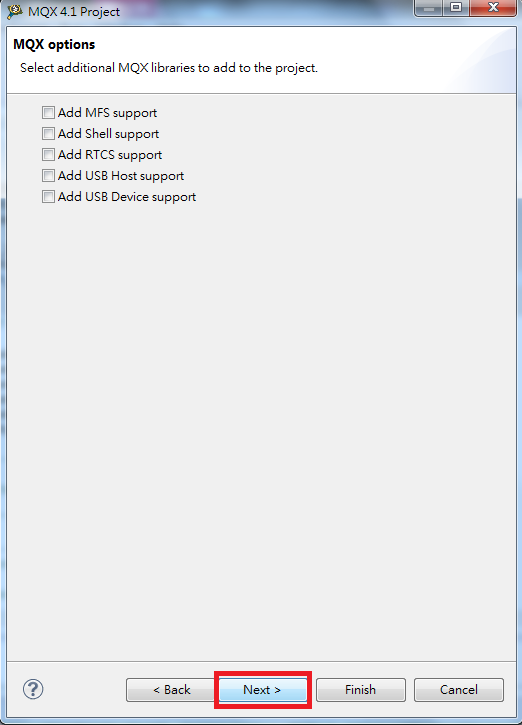 MQX 4.1 Project
MQX options
Select additional MQX libraries to add to the project.
Add MFS support
Add Shell support
Add RTCS support
Add USB Host support
Add USB Device support
?
< Back Next > Finish Cancel